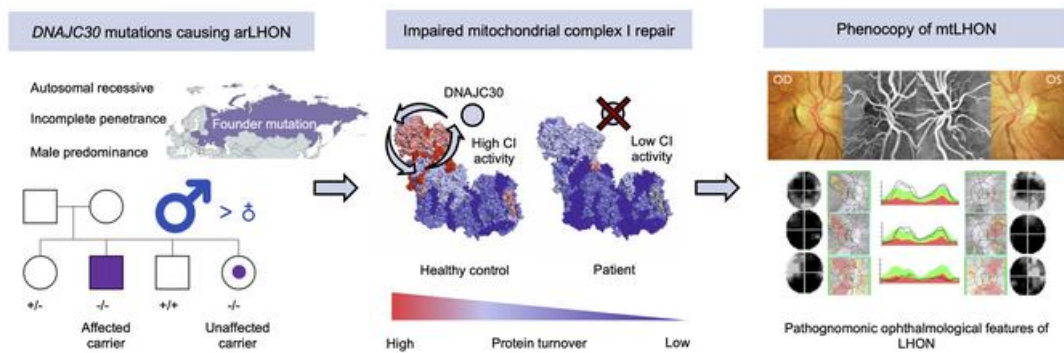 DNAJC30 mutations causing arLHON
Autosomal recessive
Incomplete penetrance
Male predominance
Founder mutation
>
+/-
-/-
+/+
-/-
Affected
carrier
Unaffected
carrier
Impaired mitochondrial complex I repair
DNAJC30
High CI
activity
Low CI
activity
Healthy control
Patient
High
Protein turnover
Low
Phenocopy of mtLHON
OD
OS
Pathognomonic ophthalmological features of
LHON